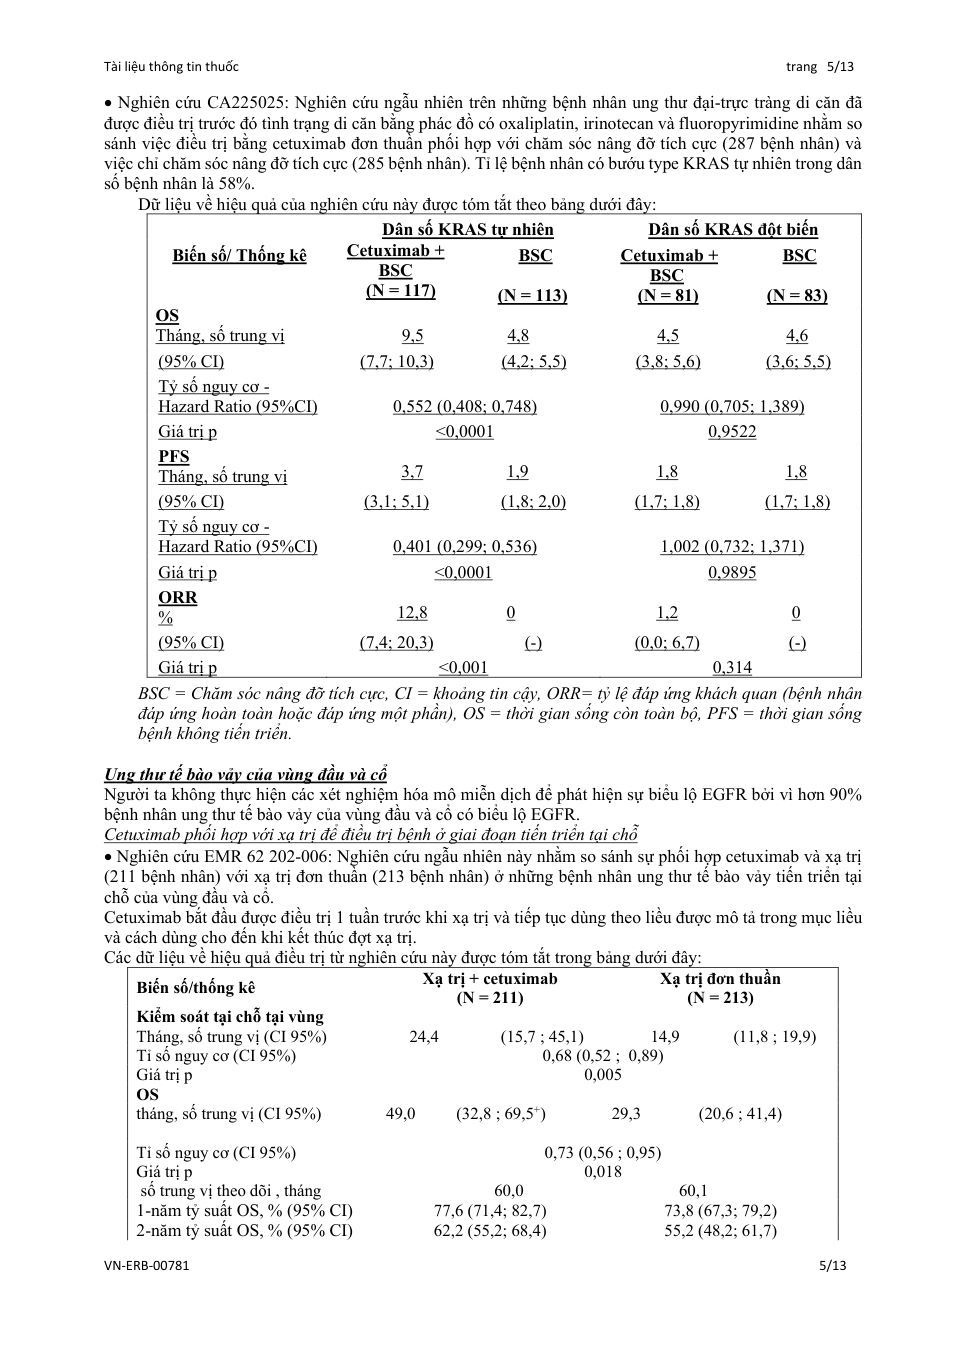 Tài liệu thông tin thuốc trang 5/13
• Nghiên cứu CA225025: Nghiên cứu ngẫu nhiên trên những bệnh nhân ung thư đại-trực tràng di căn đã
được điều trị trước đó tình trạng di căn bằng phác đồ có oxaliplatin, irinotecan và fluoropyrimidine nhằm so
sánh việc điều trị bằng cetuximab đơn thuần phối hợp với chăm sóc nâng đỡ tích cực (287 bệnh nhân) và
việc chỉ chăm sóc nâng đỡ tích cực (285 bệnh nhân). Tỉ lệ bệnh nhân có bướu type KRAS tự nhiên trong dân
số bệnh nhân là 58%.
Dữ liệu về hiệu quả của nghiên cứu này được tóm tắt theo bảng dưới đây:
Dân số KRAS tự nhiên Dân số KRAS đột biến
Biến số/ Thống kê Cetuximab + BSC Cetuximab + BSC
BSC BSC
(N = 117) (N = 113) (N = 81) (N = 83)
OS
Tháng, số trung vị 9,5 4,8 4,5 4,6
(95% CI) (7,7; 10,3) (4,2; 5,5) (3,8; 5,6) (3,6; 5,5)
Tỷ số nguy cơ -
Hazard Ratio (95%CI) 0,552 (0,408; 0,748) 0,990 (0,705; 1,389)
Giá trị p <0,0001 0,9522
PFS
Tháng, số trung vị 3,7 1,9 1,8 1,8
(95% CI) (3,1; 5,1) (1,8; 2,0) (1,7; 1,8) (1,7; 1,8)
Tỷ số nguy cơ -
Hazard Ratio (95%CI) 0,401 (0,299; 0,536) 1,002 (0,732; 1,371)
Giá trị p <0,0001 0,9895
ORR
% 12,8 0 1,2 0
(95% CI) (7,4; 20,3) (-) (0,0; 6,7) (-)
Giá trị p <0,001 0,314
BSC = Chăm sóc nâng đỡ tích cực, CI = khoảng tin cậy, ORR= tỷ lệ đáp ứng khách quan (bệnh nhân
đáp ứng hoàn toàn hoặc đáp ứng một phần), OS = thời gian sống còn toàn bộ, PFS = thời gian sống
bệnh không tiến triển.
Ung thư tế bào vảy của vùng đầu và cổ
Người ta không thực hiện các xét nghiệm hóa mô miễn dịch để phát hiện sự biểu lộ EGFR bởi vì hơn 90%
bệnh nhân ung thư tế bào vảy của vùng đầu và cổ có biểu lộ EGFR.
Cetuximab phối hợp với xạ trị để điều trị bệnh ở giai đoạn tiến triển tại chỗ
• Nghiên cứu EMR 62 202-006: Nghiên cứu ngẫu nhiên này nhằm so sánh sự phối hợp cetuximab và xạ trị
(211 bệnh nhân) với xạ trị đơn thuần (213 bệnh nhân) ở những bệnh nhân ung thư tế bào vảy tiến triển tại
chỗ của vùng đầu và cổ.
Cetuximab bắt đầu được điều trị 1 tuần trước khi xạ trị và tiếp tục dùng theo liều được mô tả trong mục liều
và cách dùng cho đến khi kết thúc đợt xạ trị.
Các dữ liệu về hiệu quả điều trị từ nghiên cứu này được tóm tắt trong bảng dưới đây:
Biến số/thống kê Xạ trị + cetuximab Xạ trị đơn thuần
(N = 211) (N = 213)
Kiểm soát tại chỗ tại vùng
Tháng, số trung vị (CI 95%) 24,4 (15,7 ; 45,1) 14,9 (11,8 ; 19,9)
Tỉ số nguy cơ (CI 95%) 0,68 (0,52 ; 0,89)
Giá trị p 0,005
OS
tháng, số trung vị (CI 95%) 49,0 (32,8 ; 69,5⁺) 29,3 (20,6 ; 41,4)
Tỉ số nguy cơ (CI 95%) 0,73 (0,56 ; 0,95)
Giá trị p 0,018
số trung vị theo dõi , tháng 60,0 60,1
1-năm tỷ suất OS, % (95% CI) 77,6 (71,4; 82,7) 73,8 (67,3; 79,2)
2-năm tỷ suất OS, % (95% CI) 62,2 (55,2; 68,4) 55,2 (48,2; 61,7)
VN-ERB-00781 5/13